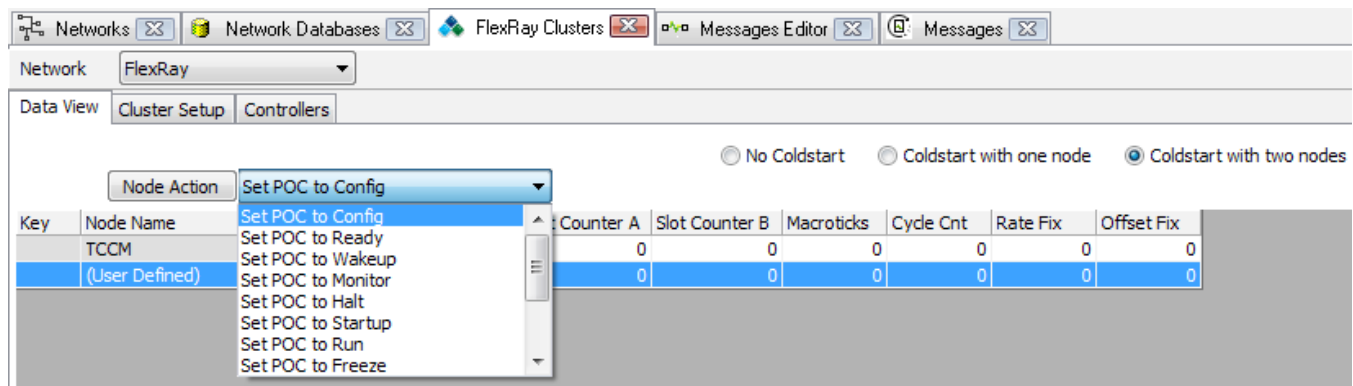 Networks Network Databases FlexRay Clusters Messages Editor Messages
Network FlexRay
Data View Cluster Setup Controllers
No Coldstart Coldstart with one node Coldstart with two nodes
Node Action Set POC to Config
Key Node Name Counter A Slot Counter B Macroticks Cycle Cnt Rate Fix Offset Fix
TCCM 0 0 0 0 0 0
(User Defined) 0 0 0 0 0 0
Set POC to Config
Set POC to Ready
Set POC to Wakeup
Set POC to Monitor
Set POC to Halt
Set POC to Startup
Set POC to Run
Set POC to Freeze